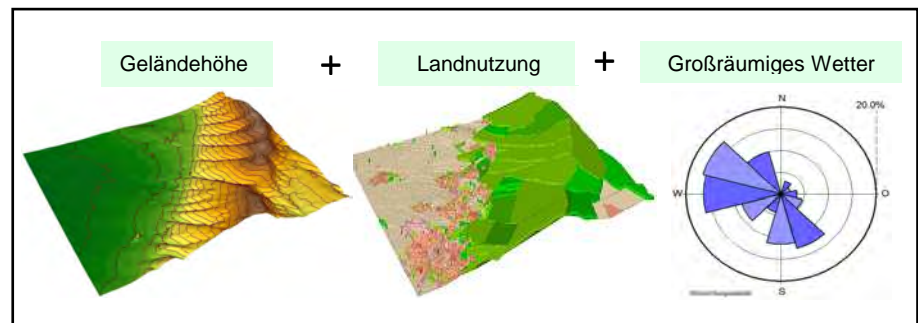 Geländehöhe
+
Landnutzung
+
Großräumiges Wetter
N
20.0%
W
O
S